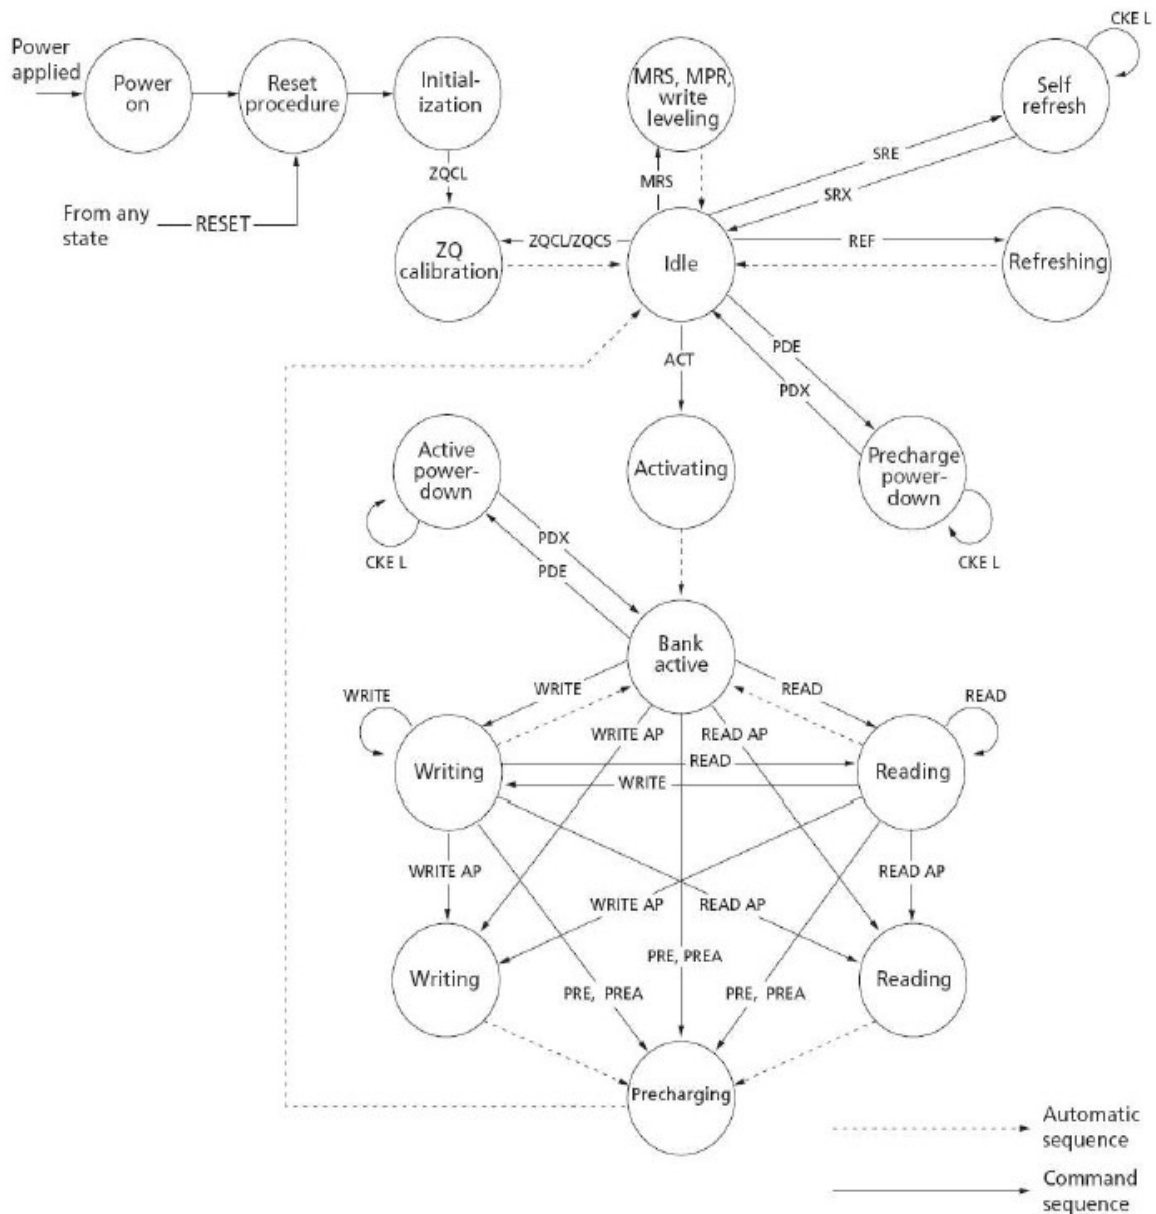 Power
applied
Power
on
Reset
procedure
Initial-
ization
MRS, MPR,
write
leveling
CKE L
Self
refresh
SRE
SRX
ZQCL
MRS
From any
state
RESET
ZQ
calibration
ZQCL/ZQCS
Idle
REF
Refreshing
ACT
PDE
PDX
Active
power-
down
Activating
Precharge
power-
down
PDX
PDE
CKE L
CKE L
Bank
active
WRITE
WRITE
READ
READ
WRITE AP
READ AP
Writing
READ
WRITE
Reading
WRITE AP
READ AP
WRITE AP
READ AP
Writing
PRE, PREA
Reading
PRE, PREA
PRE, PREA
Precharging
Automatic
sequence
Command
sequence